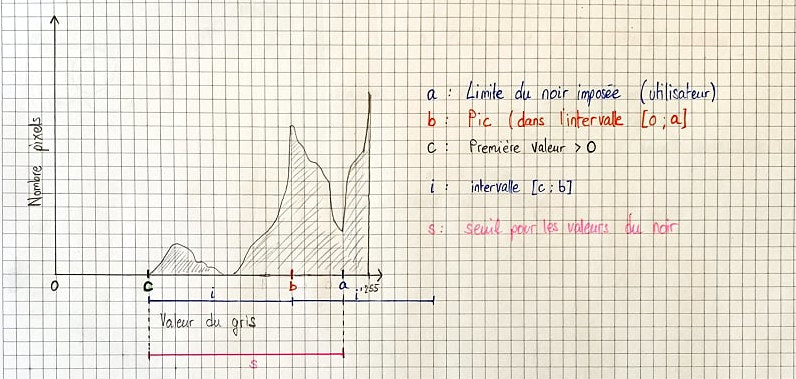 Nombre pixels
a : Limite du noir imposée (utilisateur)
b : Pic (dans l'intervalle [0 ; a]
c : Première valeur > 0
i : intervalle [c ; b]
s : seuil pour les valeurs du noir
0 c b a 255
i i'
Valeur du gris
s